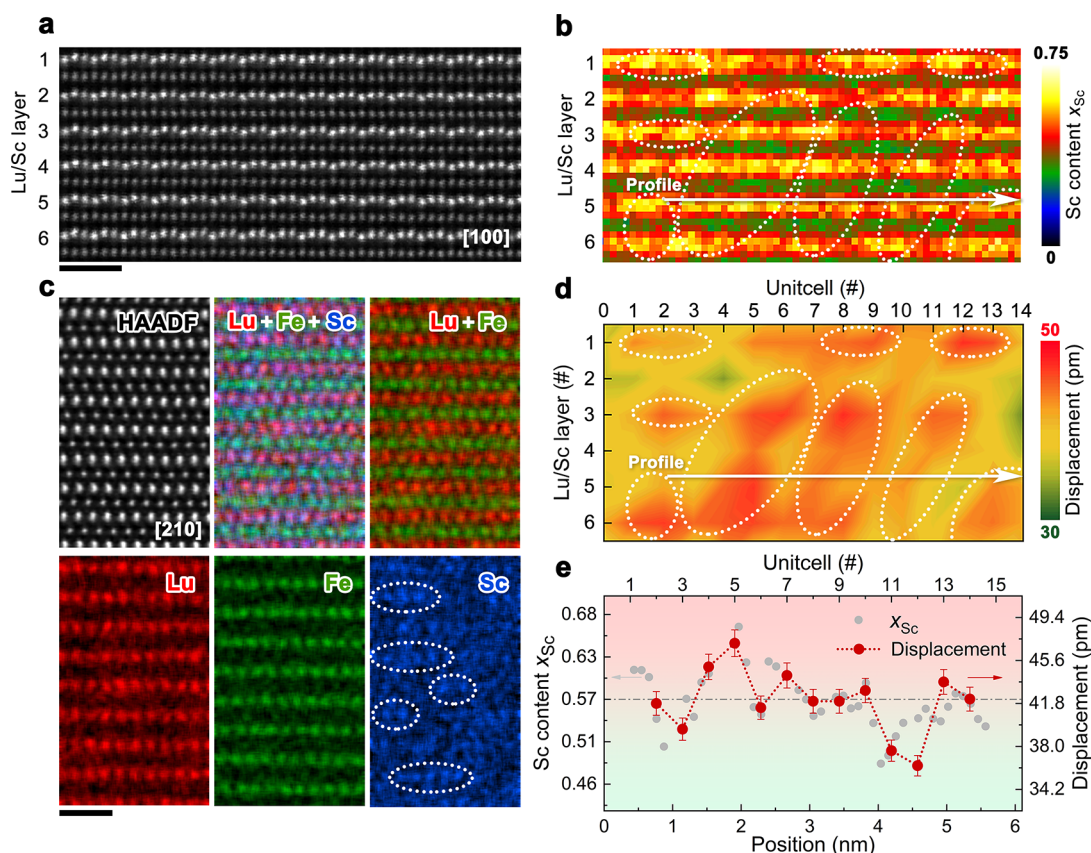 a
Lu/Sc layer
1
2
3
4
5
6
[100]
b
Lu/Sc layer
1
2
3
4
5
6
Profile
0.75
Sc content xSc
0
c
HAADF
[210]
Lu + Fe + Sc
Lu + Fe
Lu
Fe
Sc
d
Unitcell (#)
0 1 2 3 4 5 6 7 8 9 10 11 12 13 14
Lu/Sc layer (#)
1
2
3
4
5
6
Profile
50
Displacement (pm)
30
e
Unitcell (#)
1 3 5 7 9 11 13 15
Sc content xSc
0.68
0.63
0.57
0.51
0.46
xSc
Displacement
49.4
45.6
41.8
38.0
34.2
Displacement (pm)
0 1 2 3 4 5 6
Position (nm)